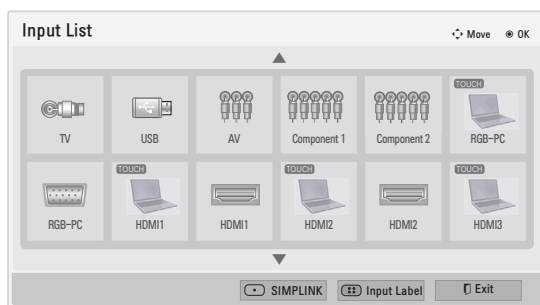 Input List
Move OK
TOUCH
TV USB AV Component 1 Component 2 RGB-PC
TOUCH TOUCH TOUCH
RGB-PC HDMI1 HDMI1 HDMI2 HDMI2 HDMI3
SIMPLINK Input Label Exit